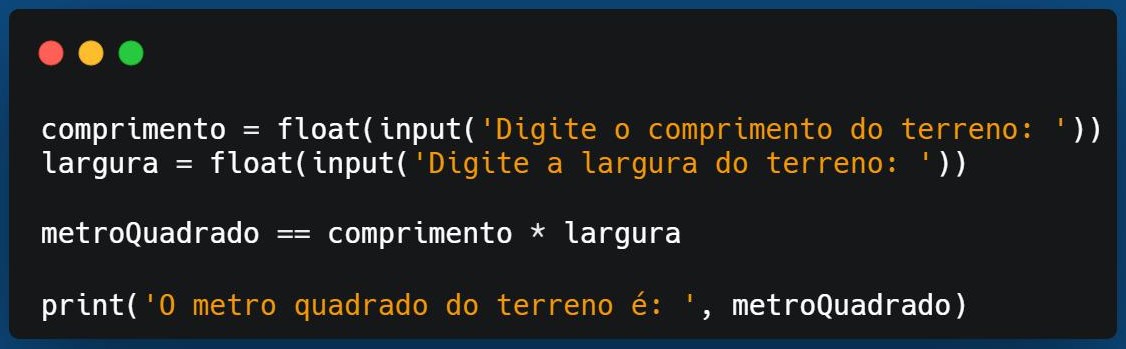 comprimento = float(input('Digite o comprimento do terreno: '))
largura = float(input('Digite a largura do terreno: '))
metroQuadrado == comprimento * largura
print('O metro quadrado do terreno é: ', metroQuadrado)